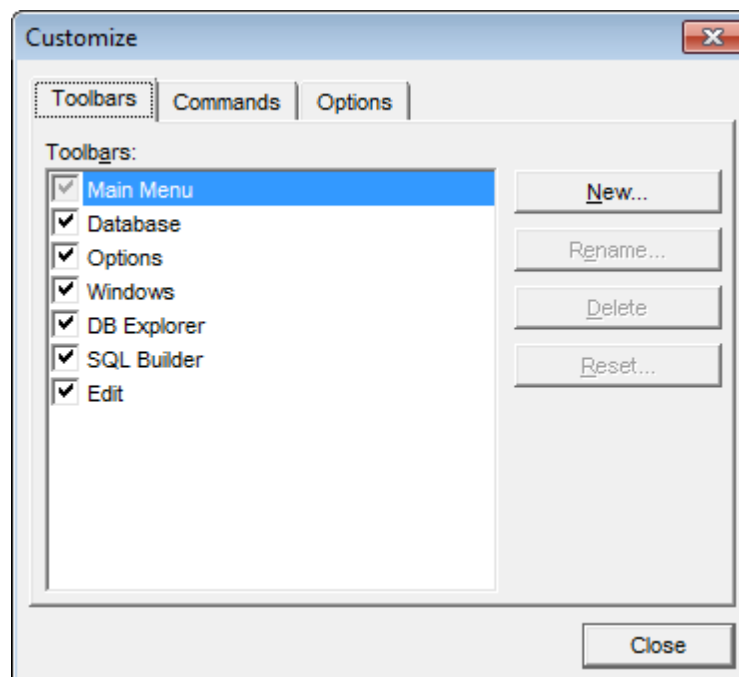 Customize
Toolbars Commands Options
Toolbars:
Main Menu
Database
Options
Windows
DB Explorer
SQL Builder
Edit
New...
Rename...
Delete
Reset...
Close